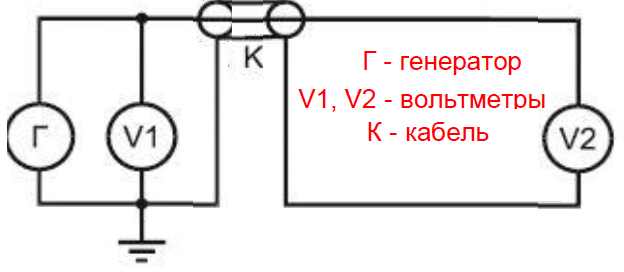 К
Г - генератор
V1, V2 - вольтметры
К - кабель
Г
V1
V2